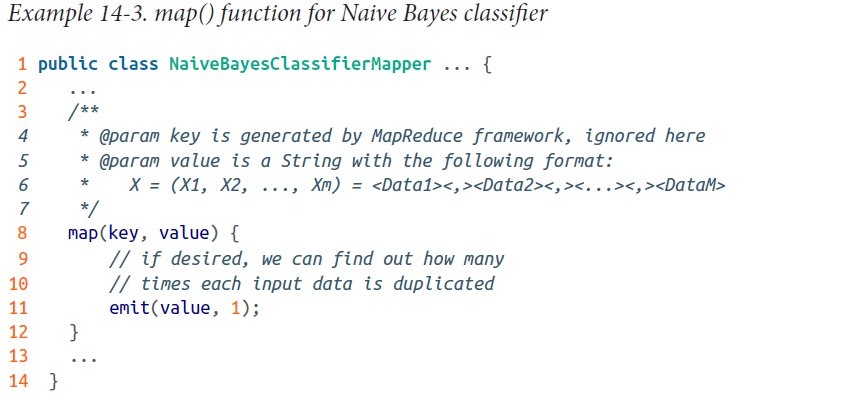 Example 14-3. map() function for Naive Bayes classifier
1 public class NaiveBayesClassifierMapper ... {
2 ...
3 /**
4 * @param key is generated by MapReduce framework, ignored here
5 * @param value is a String with the following format:
6 * X = (X1, X2, ..., Xm) = <Data1><,><Data2><,><...><,><DataM>
7 */
8 map(key, value) {
9 // if desired, we can find out how many
10 // times each input data is duplicated
11 emit(value, 1);
12 }
13 ...
14 }